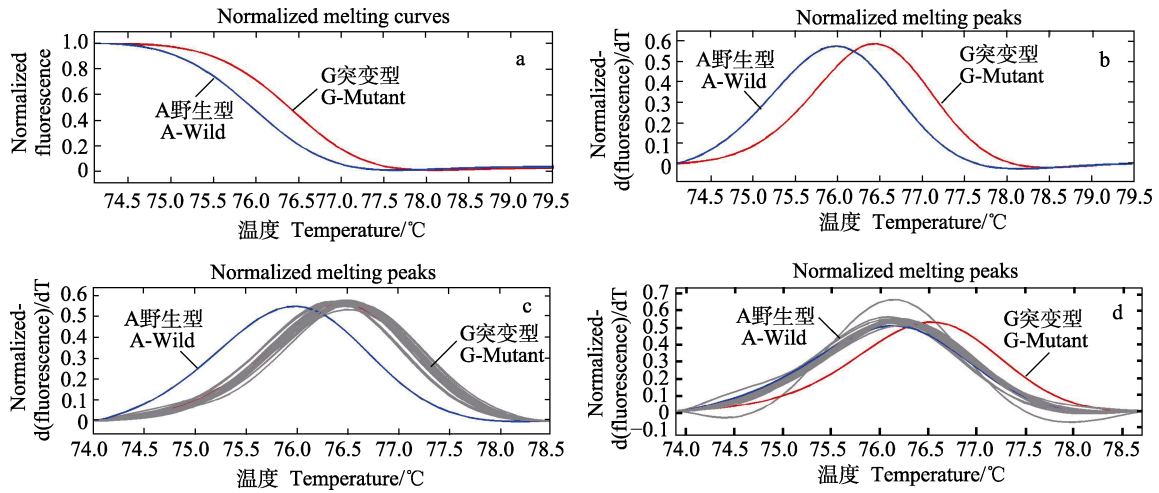 Normalized melting curves
Normalized
fluorescence
1.0
0.8
0.6
0.4
0.2
0
a
G突变型
G-Mutant
A野生型
A-Wild
74.5 75.0 75.5 76.0 76.5 77.0 77.5 78.0 78.5 79.0 79.5
温度 Temperature/℃
Normalized melting peaks
Normalized-
d(fluorescence)/dT
0.6
0.5
0.4
0.3
0.2
0.1
0
b
A野生型
A-Wild
G突变型
G-Mutant
74.5 75.0 75.5 76.0 76.5 77.0 77.5 78.0 78.5 79.0 79.5
温度 Temperature/℃
Normalized melting peaks
Normalized-
d(fluorescence)/dT
0.6
0.5
0.4
0.3
0.2
0.1
0
c
A野生型
A-Wild
G突变型
G-Mutant
74.0 75.0 75.5 76.0 76.5 77.0 77.5 78.0 78.5
温度 Temperature/℃
Normalized melting peaks
Normalized-
d(fluorescence)/dT
0.7
0.6
0.5
0.4
0.3
0.2
0.1
0
−0.1
d
A野生型
A-Wild
G突变型
G-Mutant
74.0 74.5 75.0 75.5 76.0 76.5 77.0 77.5 78.0 78.5
温度 Temperature/℃